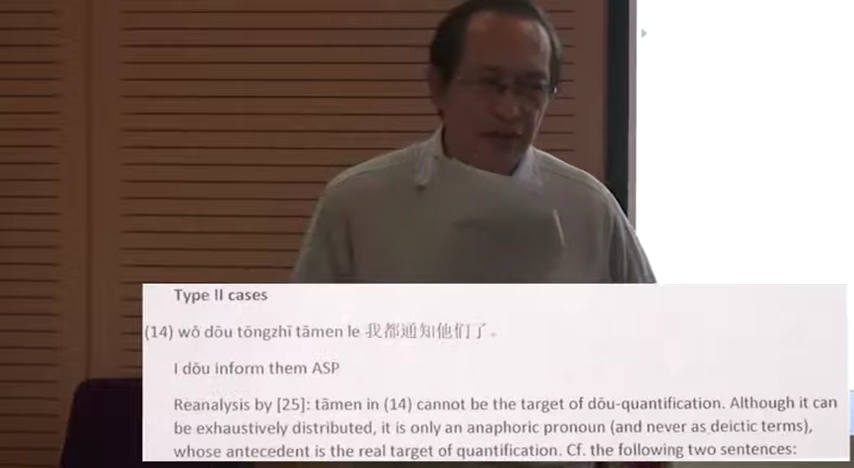 Type II cases
(14) wǒ dōu tōngzhī tāmen le 我都通知他们了。
I dōu inform them ASP
Reanalysis by [25]: tāmen in (14) cannot be the target of dōu-quantification. Although it can
be exhaustively distributed, it is only an anaphoric pronoun (and never as deictic terms),
whose antecedent is the real target of quantification. Cf. the following two sentences: